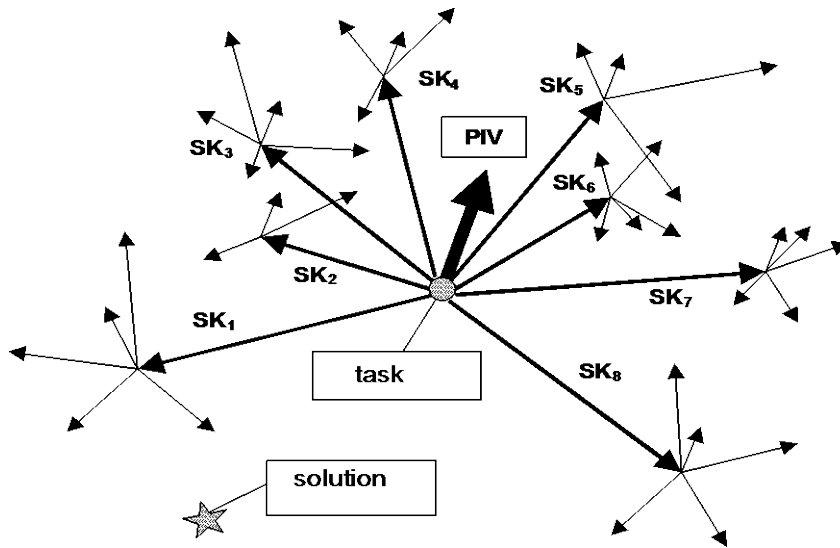 SK₄
SK₅
PIV
SK₃
SK₆
SK₂
SK₇
SK₁
task
SK₈
solution